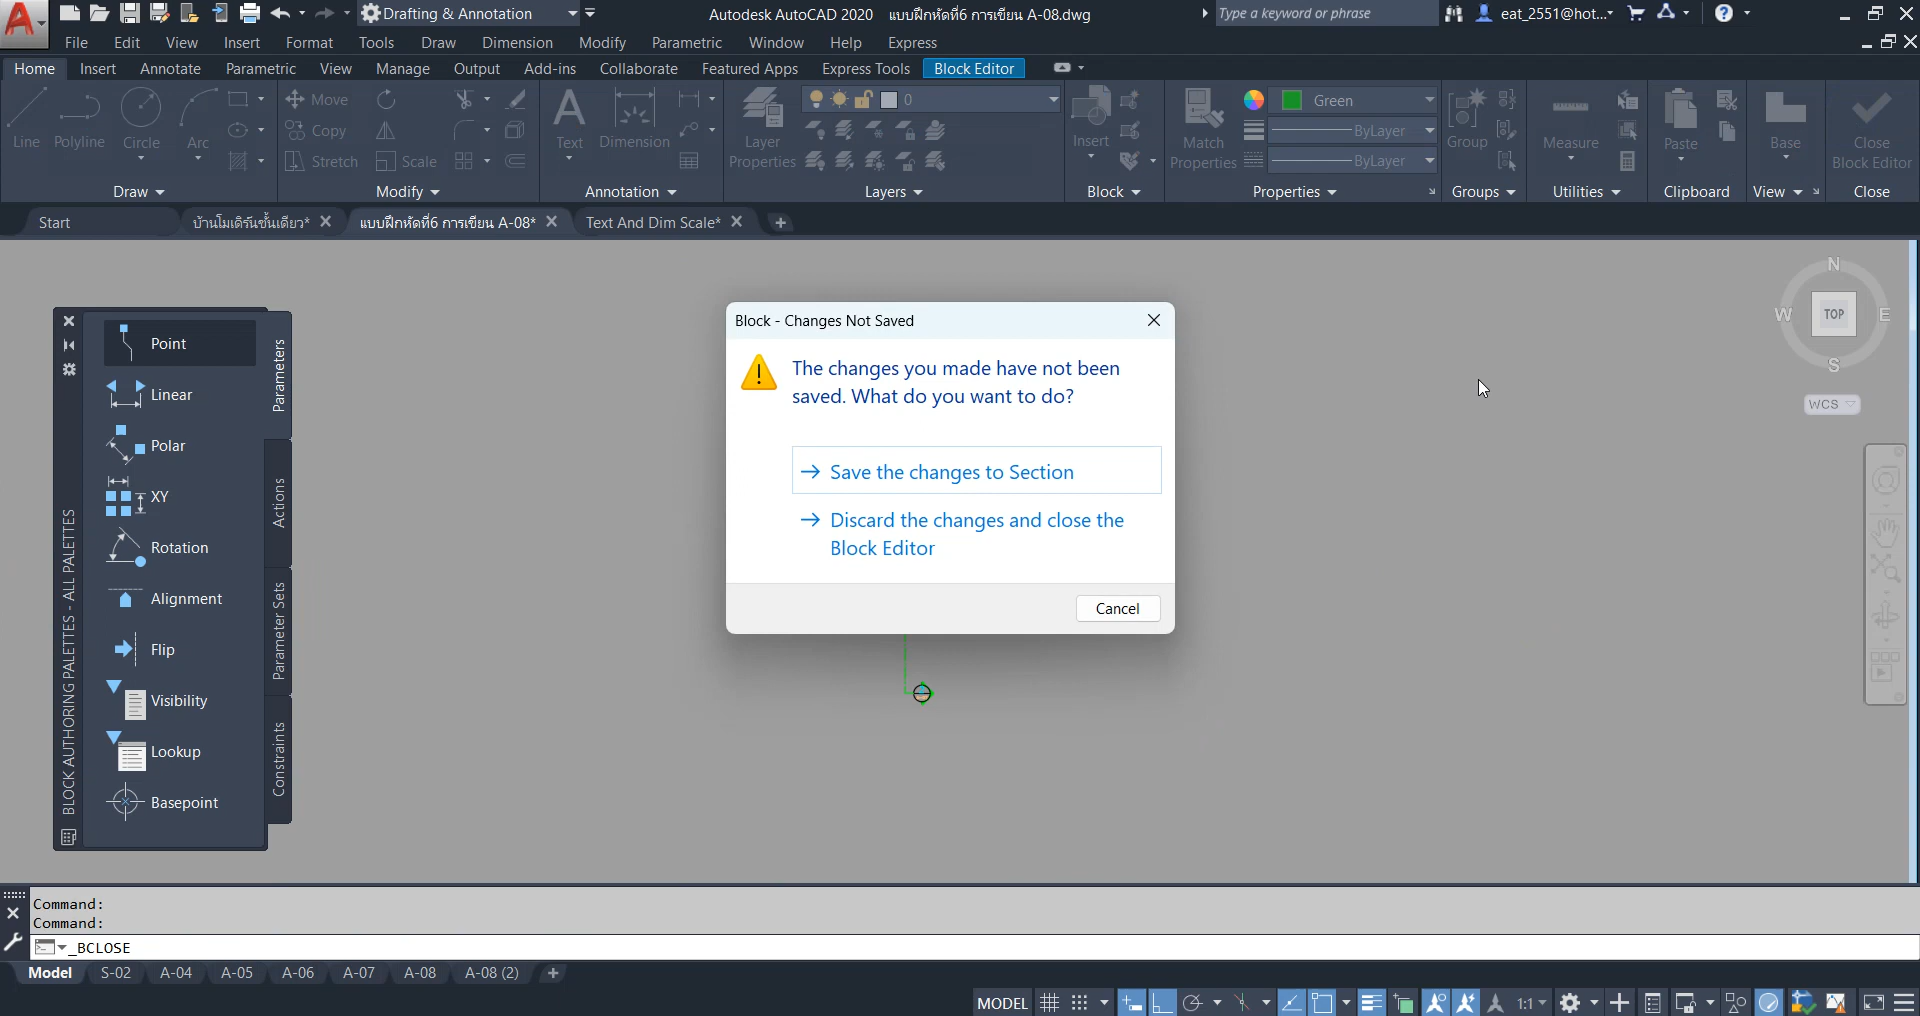 Drafting & Annotation
Autodesk AutoCAD 2020 แบบฝึกหัดที่6 การเขียน A-08.dwg
Type a keyword or phrase
eat_2551@hot...
File Edit View Insert Format Tools Draw Dimension Modify Parametric Window Help Express
Home Insert Annotate Parametric View Manage Output Add-ins Collaborate Featured Apps Express Tools Block Editor
Line Polyline Circle Arc
Draw
Move
Copy
Stretch Scale
Modify
Text Dimension
Annotation
Layer
Properties
0
Layers
Insert
Block
Match
Properties
Green
ByLayer
ByLayer
Properties
Group
Groups
Measure
Utilities
Paste
Clipboard
Base
View
Close
Block Editor
Close
Start บ้านโมเดิร์นชั้นเดียว* แบบฝึกหัดที่6 การเขียน A-08* Text And Dim Scale*
Point
Linear
Polar
XY
Rotation
Alignment
Flip
Visibility
Lookup
Basepoint
BLOCK AUTHORING PALETTES - ALL PALETTES
Parameters
Actions
Parameter Sets
Constraints
Block - Changes Not Saved
The changes you made have not been
saved. What do you want to do?
Save the changes to Section
Discard the changes and close the
Block Editor
Cancel
N
W TOP E
S
WCS
Command:
Command:
_BCLOSE
Model S-02 A-04 A-05 A-06 A-07 A-08 A-08 (2)
MODEL 1:1